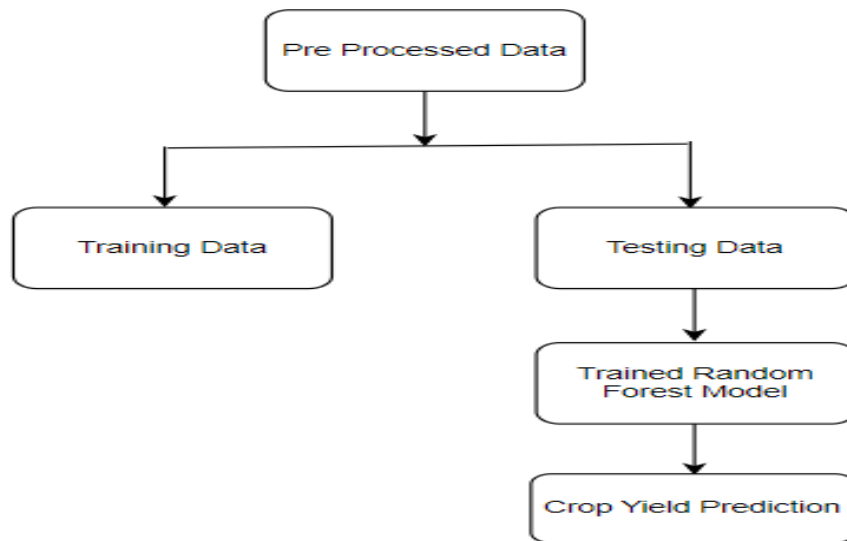 Pre Processed Data
Training Data
Testing Data
Trained Random
Forest Model
Crop Yield Prediction